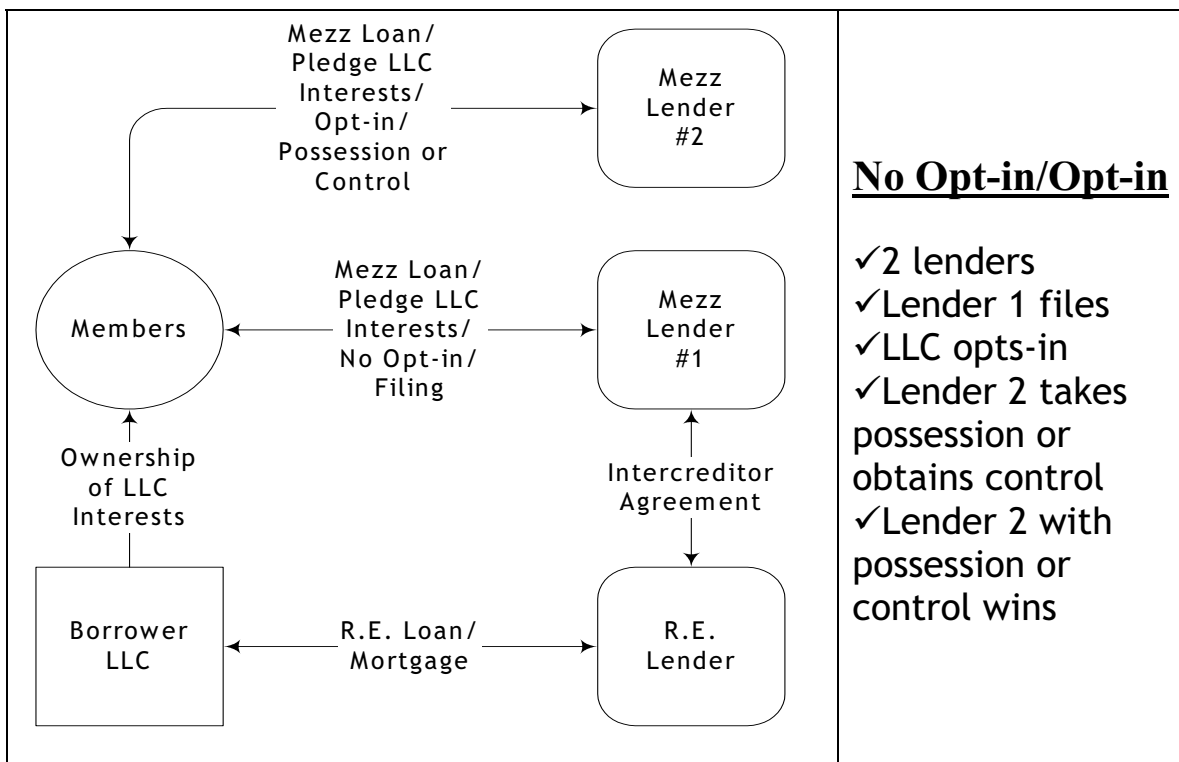 Mezz Loan/
Pledge LLC
Interests/
Opt-in/
Possession or
Control
Mezz
Lender
#2
Members
Mezz Loan/
Pledge LLC
Interests/
No Opt-in/
Filing
Mezz
Lender
#1
Ownership
of LLC
Interests
Intercreditor
Agreement
Borrower
LLC
R.E. Loan/
Mortgage
R.E.
Lender
No Opt-in/Opt-in
✓2 lenders
✓Lender 1 files
✓LLC opts-in
✓Lender 2 takes
possession or
obtains control
✓Lender 2 with
possession or
control wins